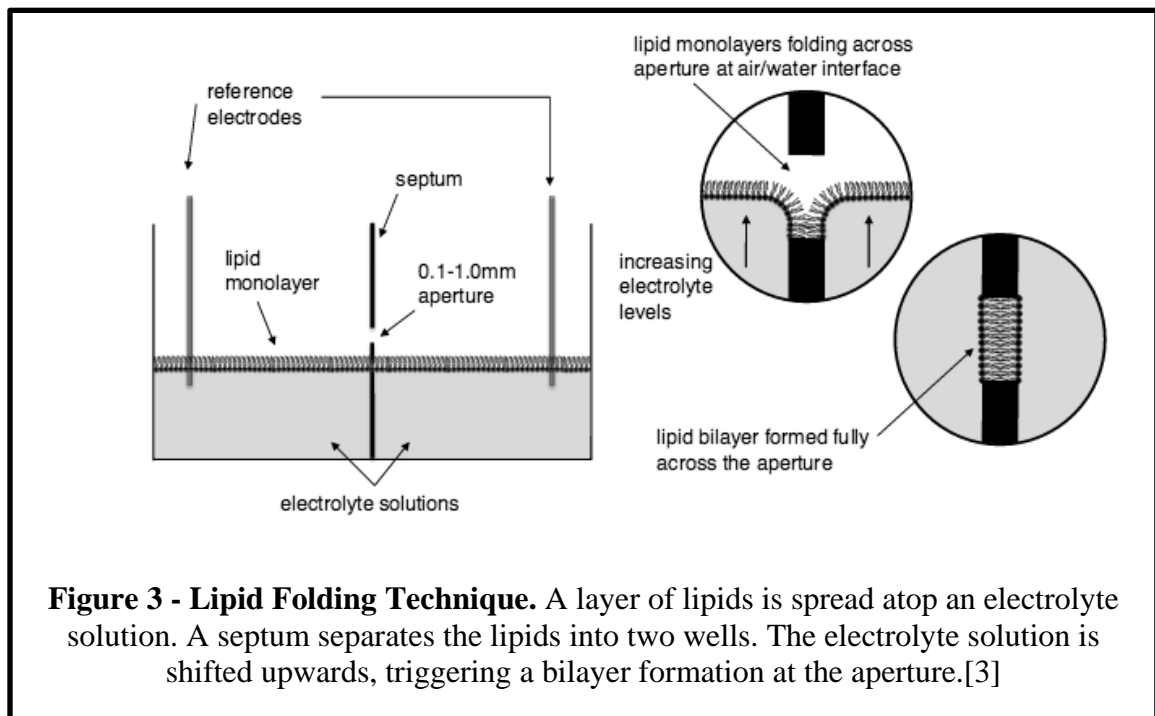 reference
electrodes
septum
lipid
monolayer
0.1-1.0mm
aperture
electrolyte solutions
lipid monolayers folding across
aperture at air/water interface
increasing
electrolyte
levels
lipid bilayer formed fully
across the aperture
Figure 3 - Lipid Folding Technique. A layer of lipids is spread atop an electrolyte
solution. A septum separates the lipids into two wells. The electrolyte solution is
shifted upwards, triggering a bilayer formation at the aperture.[3]